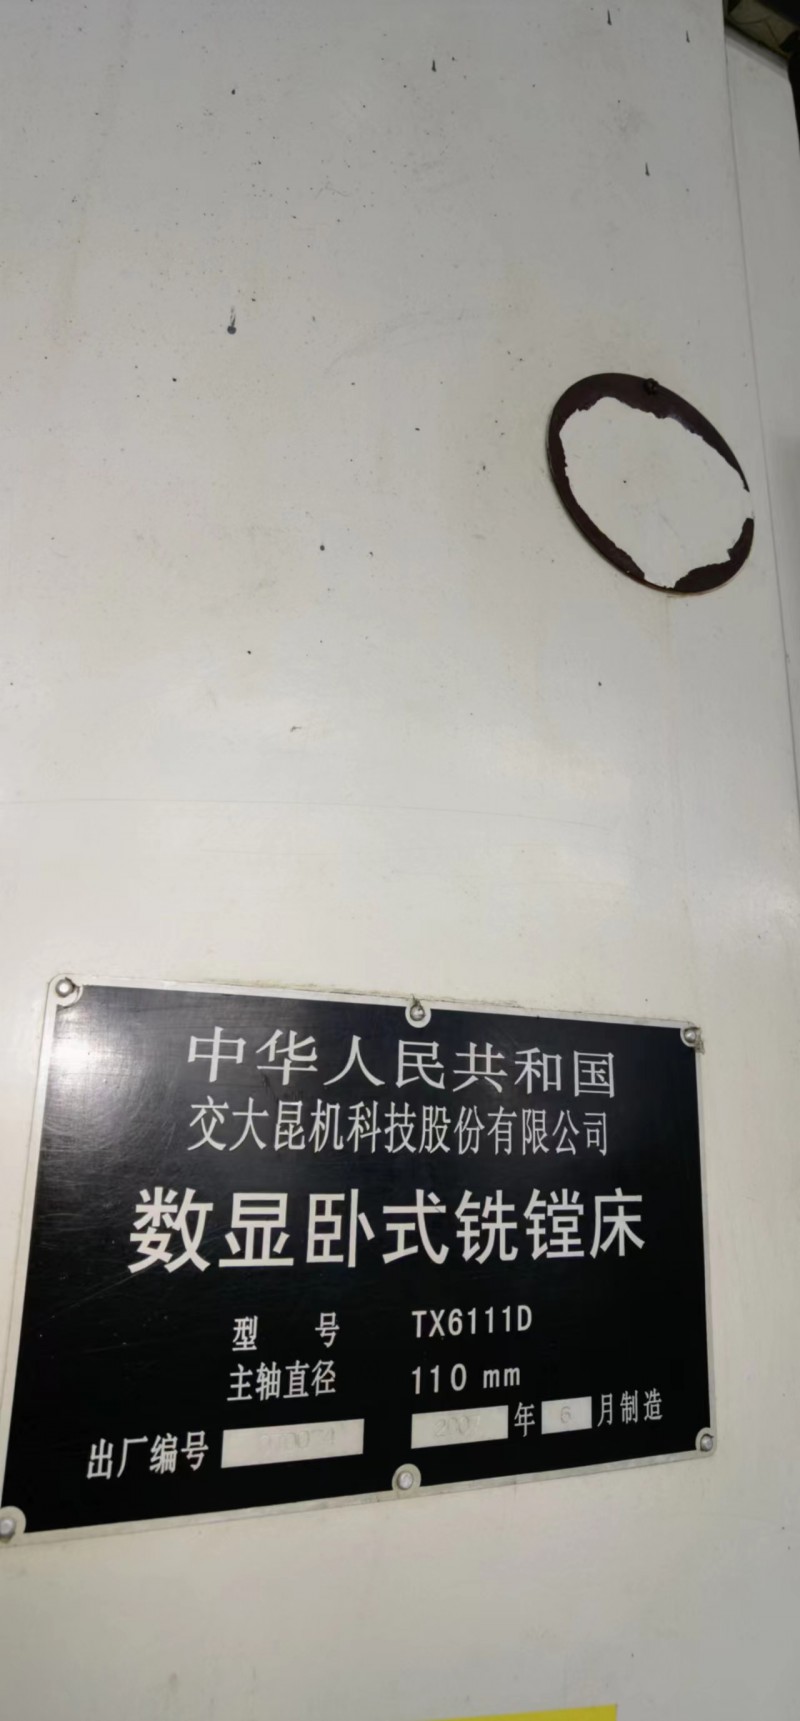 中华人民共和国
交大昆机科技股份有限公司
数显卧式铣镗床
型 号 TX6111D
主轴直径 110 mm
出厂编号 年 6 月制造